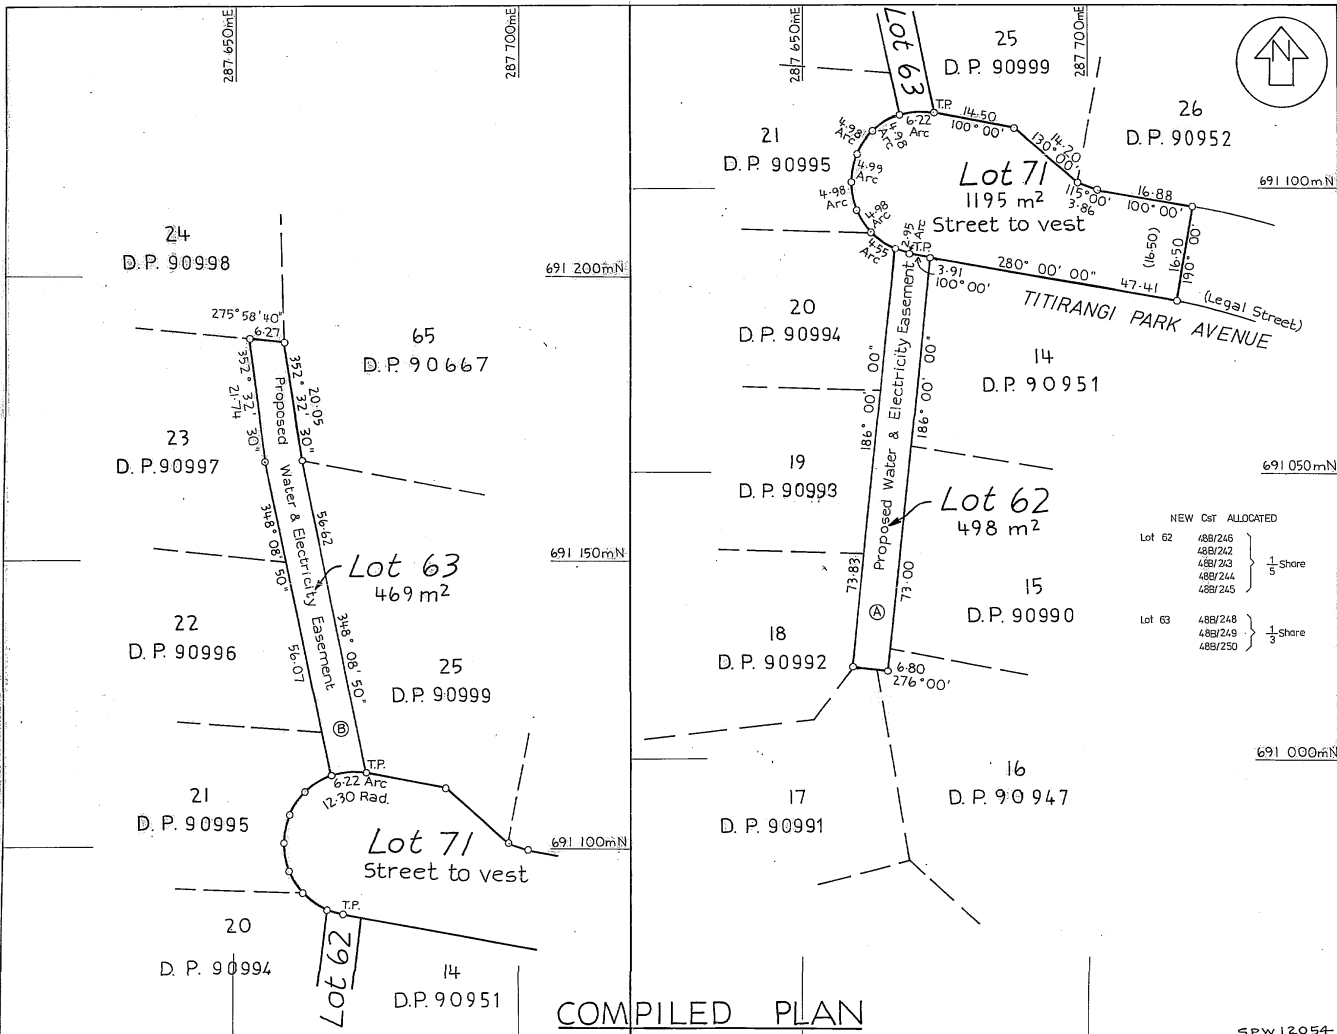 287 650mE
287 700mE
24
D.P. 90998
691 200mN
275° 58' 40"
6·27
65
D.P. 90667
352° 32' 30"
21·74
352° 32' 30"
20·05
23
D.P. 90997
Proposed Water & Electricity Easement
56·62
348° 08' 50"
691 150mN
Lot 63
469 m²
22
D.P. 90996
56·07
348° 08' 50"
25
D.P. 90999
B
T.P.
6·22 Arc
12·30 Rad.
21
D.P. 90995
Lot 71
Street to vest
691 100mN
T.P.
20
D.P. 90994
Lot 62
14
D.P. 90951
287 650mE
287 700mE
N
Lot 63
25
D.P. 90999
26
D.P. 90952
T.P.
14·50
100° 00'
6·22
Arc
4·98
Arc
4·98
Arc
14·20
130° 00'
21
D.P. 90995
4·99
Arc
Lot 71
1195 m²
Street to vest
115° 00'
3·86
16·88
100° 00'
691 100mN
4·98
Arc
4·98
Arc
4·55
Arc
2·95
Arc
T.P.
3·91
100° 00'
280° 00' 00"
47·41
(16·50)
16·50
190° 00'
(Legal Street)
TITIRANGI PARK AVENUE
20
D.P. 90994
14
D.P. 90951
186° 00' 00"
186° 00' 00"
Proposed Water & Electricity Easement
19
D.P. 90993
691 050mN
Lot 62
498 m²
73·83
73·00
15
D.P. 90990
A
18
D.P. 90992
6·80
276° 00'
NEW CsT ALLOCATED
Lot 62 48B/246
48B/242
48B/243 1/5 Share
48B/244
48B/245
Lot 63 48B/248
48B/249 1/3 Share
48B/250
691 000mN
16
D.P. 90947
17
D.P. 90991
COMPILED PLAN
SPW12054